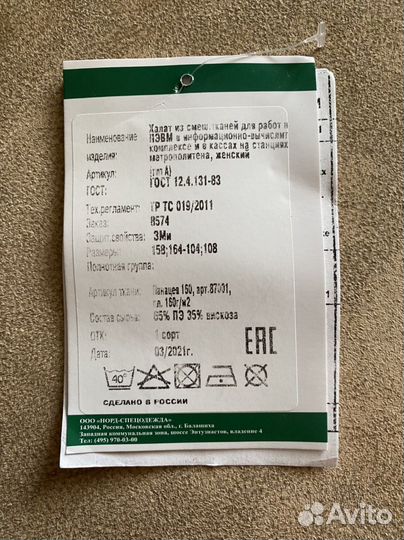 Наименование изделия: Халат из смеш.тканей для работ н
ПЭВМ в информационно-вычислит
комплексе и в кассах на станциях
метрополитена, женский
Артикул: (тип А)
ГОСТ: ГОСТ 12.4.131-83
Тех.регламент: ТР ТС 019/2011
Заказ: 8574
Защит.свойства: ЗМи
Размеры: 158;164-104;108
Полнотная группа:
Артикул ткани: Панацея 160, арт.87001,
пл. 160г/м2
Состав сырья: 65% ПЭ 35% вискоза
ОТК: 1 сорт
Дата: 03/2021г.
EAC
40°
СДЕЛАНО В РОССИИ
ООО «НОРД-СПЕЦОДЕЖДА»
143904, Россия, Московская обл., г. Балашиха
Западная коммунальная зона, шоссе Энтузиастов, владение 4
Тел: (495) 970-03-00
Avito